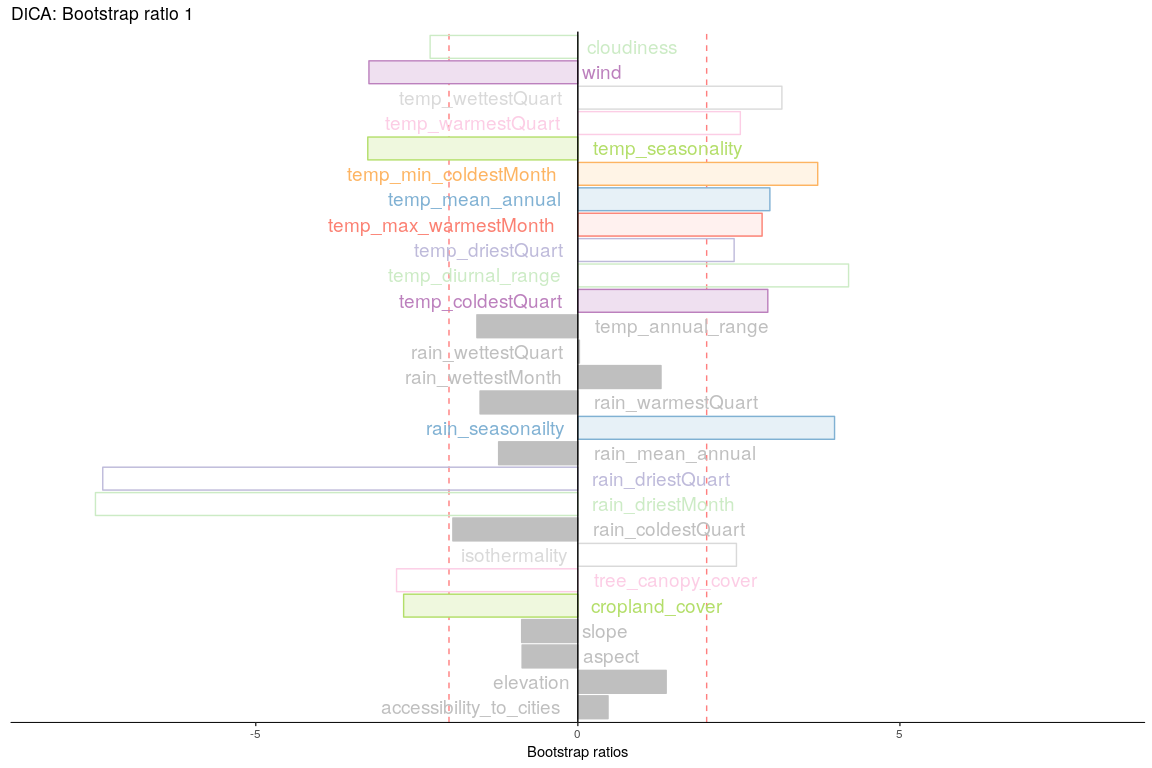 DiCA: Bootstrap ratio 1
cloudiness
wind
temp_wettestQuart
temp_warmestQuart
temp_seasonality
temp_min_coldestMonth
temp_mean_annual
temp_max_warmestMonth
temp_driestQuart
temp_diurnal_range
temp_coldestQuart
temp_annual_range
rain_wettestQuart
rain_wettestMonth
rain_warmestQuart
rain_seasonailty
rain_mean_annual
rain_driestQuart
rain_driestMonth
rain_coldestQuart
isothermality
tree_canopy_cover
cropland_cover
slope
aspect
elevation
accessibility_to_cities
-5 0 5
Bootstrap ratios